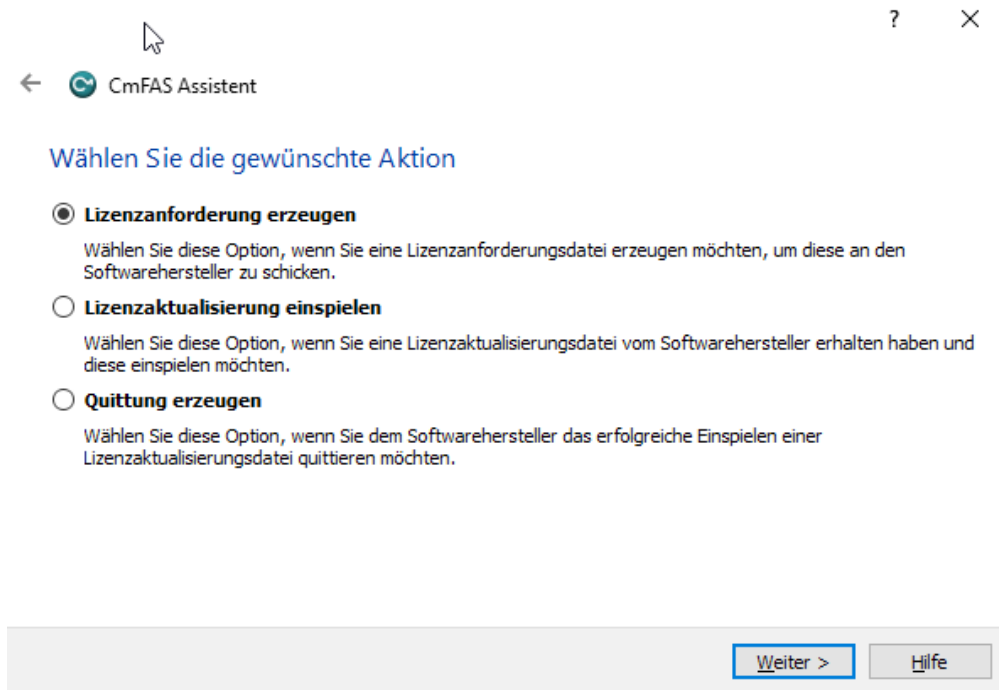 ?
CmFAS Assistent
Wählen Sie die gewünschte Aktion
Lizenzanforderung erzeugen
Wählen Sie diese Option, wenn Sie eine Lizenzanforderungsdatei erzeugen möchten, um diese an den
Softwarehersteller zu schicken.
Lizenzaktualisierung einspielen
Wählen Sie diese Option, wenn Sie eine Lizenzaktualisierungsdatei vom Softwarehersteller erhalten haben und
diese einspielen möchten.
Quittung erzeugen
Wählen Sie diese Option, wenn Sie dem Softwarehersteller das erfolgreiche Einspielen einer
Lizenzaktualisierungsdatei quittieren möchten.
Weiter > Hilfe